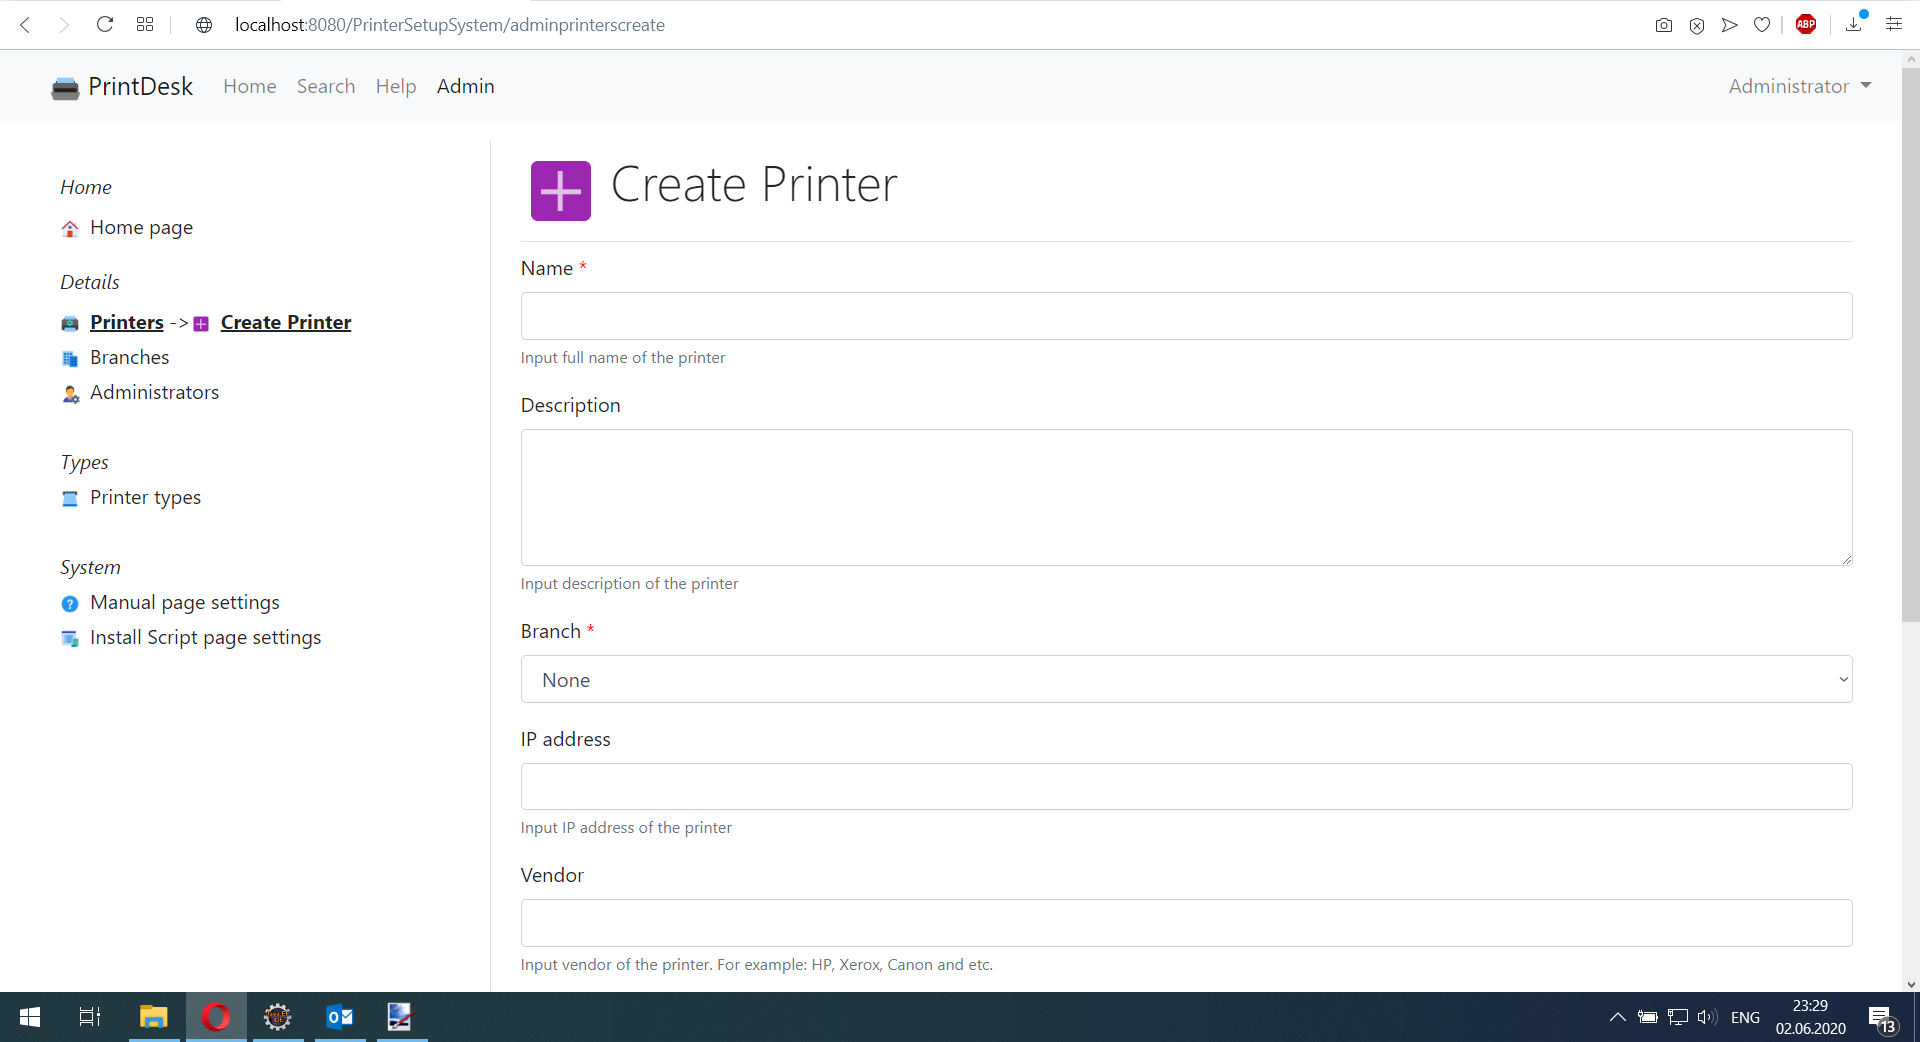 localhost:8080/PrinterSetupSystem/adminprinterscreate
ABP
PrintDesk Home Search Help Admin Administrator
Home
Home page
Details
Printers -> Create Printer
Branches
Administrators
Types
Printer types
System
Manual page settings
Install Script page settings
Create Printer
Name *
Input full name of the printer
Description
Input description of the printer
Branch *
None
IP address
Input IP address of the printer
Vendor
Input vendor of the printer. For example: HP, Xerox, Canon and etc.
ENG
23:29
02.06.2020
13